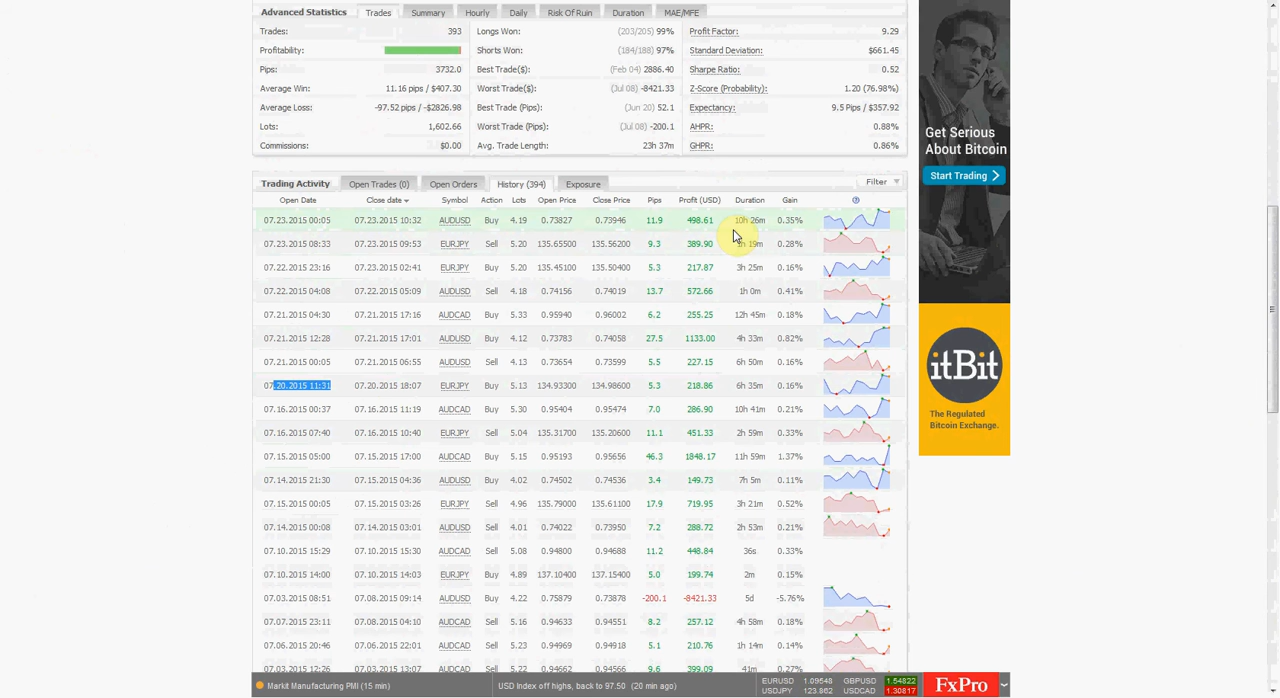 Advanced Statistics Trades Summary Hourly Daily Risk Of Ruin Duration MAE/MFE
Trades: 393 Longs Won: (203/205) 99% Profit Factor: 9.29
Profitability: Shorts Won: (184/188) 97% Standard Deviation: $661.45
Pips: 3732.0 Best Trade($): (Feb 04) 2886.40 Sharpe Ratio: 0.52
Average Win: 11.16 pips / $407.30 Worst Trade($): (Jul 08) -8421.33 Z-Score (Probability): 1.20 (76.98%)
Average Loss: -97.52 pips / -$2826.98 Best Trade (Pips): (Jun 20) 52.1 Expectancy: 9.5 Pips / $357.92
Lots: 1,602.66 Worst Trade (Pips): (Jul 08) -200.1 AHPR: 0.88%
Commissions: $0.00 Avg. Trade Length: 23h 37m GHPR: 0.86%
Trading Activity Open Trades (0) Open Orders History (394) Exposure Filter
Open Date Close date Symbol Action Lots Open Price Close Price Pips Profit (USD) Duration Gain ?
07.23.2015 00:05 07.23.2015 10:32 AUDUSD Buy 4.19 0.73827 0.73946 11.9 498.61 10h 26m 0.35%
07.23.2015 08:33 07.23.2015 09:53 EURJPY Sell 5.20 135.65500 135.56200 9.3 389.90 1h 19m 0.28%
07.22.2015 23:16 07.23.2015 02:41 EURJPY Buy 5.20 135.45100 135.50400 5.3 217.87 3h 25m 0.16%
07.22.2015 04:08 07.22.2015 05:09 AUDUSD Sell 4.18 0.74156 0.74019 13.7 572.66 1h 0m 0.41%
07.21.2015 04:30 07.21.2015 17:16 AUDCAD Buy 5.33 0.95940 0.96002 6.2 255.25 12h 45m 0.18%
07.21.2015 12:28 07.21.2015 17:01 AUDUSD Buy 4.12 0.73783 0.74058 27.5 1133.00 4h 33m 0.82%
07.21.2015 00:05 07.21.2015 06:55 AUDUSD Sell 4.13 0.73654 0.73599 5.5 227.15 6h 50m 0.16%
07.20.2015 11:31 07.20.2015 18:07 EURJPY Buy 5.13 134.93300 134.98600 5.3 218.86 6h 35m 0.16%
07.16.2015 00:37 07.16.2015 11:19 AUDCAD Buy 5.30 0.95404 0.95474 7.0 286.90 10h 41m 0.21%
07.16.2015 07:40 07.16.2015 10:40 EURJPY Sell 5.04 135.31700 135.20600 11.1 451.33 2h 59m 0.33%
07.15.2015 05:00 07.15.2015 17:00 AUDCAD Buy 5.15 0.95193 0.95656 46.3 1848.17 11h 59m 1.37%
07.14.2015 21:30 07.15.2015 04:36 AUDUSD Buy 4.02 0.74502 0.74536 3.4 149.73 7h 5m 0.11%
07.15.2015 00:05 07.15.2015 03:26 EURJPY Sell 4.96 135.79000 135.61100 17.9 719.95 3h 21m 0.52%
07.14.2015 00:08 07.14.2015 03:01 AUDUSD Sell 4.01 0.74022 0.73950 7.2 288.72 2h 53m 0.21%
07.10.2015 15:29 07.10.2015 15:30 AUDCAD Sell 5.08 0.94800 0.94688 11.2 448.84 36s 0.33%
07.10.2015 14:00 07.10.2015 14:03 EURJPY Buy 4.89 137.10400 137.15400 5.0 199.74 2m 0.15%
07.03.2015 08:51 07.08.2015 09:14 AUDUSD Buy 4.22 0.75879 0.73878 -200.1 -8421.33 5d -5.76%
07.07.2015 23:11 07.08.2015 04:10 AUDCAD Sell 5.16 0.94633 0.94551 8.2 257.12 4h 58m 0.18%
07.06.2015 20:46 07.06.2015 22:01 AUDCAD Sell 5.23 0.94969 0.94918 5.1 210.76 1h 14m 0.14%
07.03.2015 12:25 07.03.2015 13:07 AUDCAD Sell 5.22 0.94662 0.94566 9.6 399.09 41m 0.27%
Get Serious
About Bitcoin
Start Trading
itBit
The Regulated
Bitcoin Exchange.
Markit Manufacturing PMI (15 min) USD Index off highs, back to 97.50 (20 min ago)
EURUSD 1.09548 GBPUSD 1.54822
USDJPY 123.862 USDCAD 1.30817
FxPro